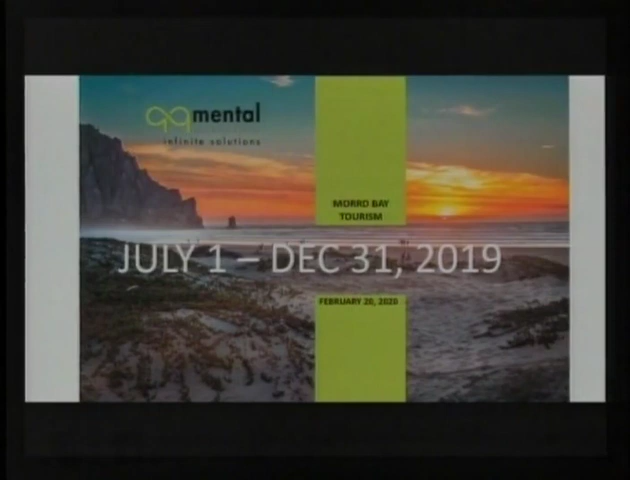 mental
infinite solutions
MORRO BAY
TOURISM
JULY 1 – DEC 31, 2019
FEBRUARY 20, 2020